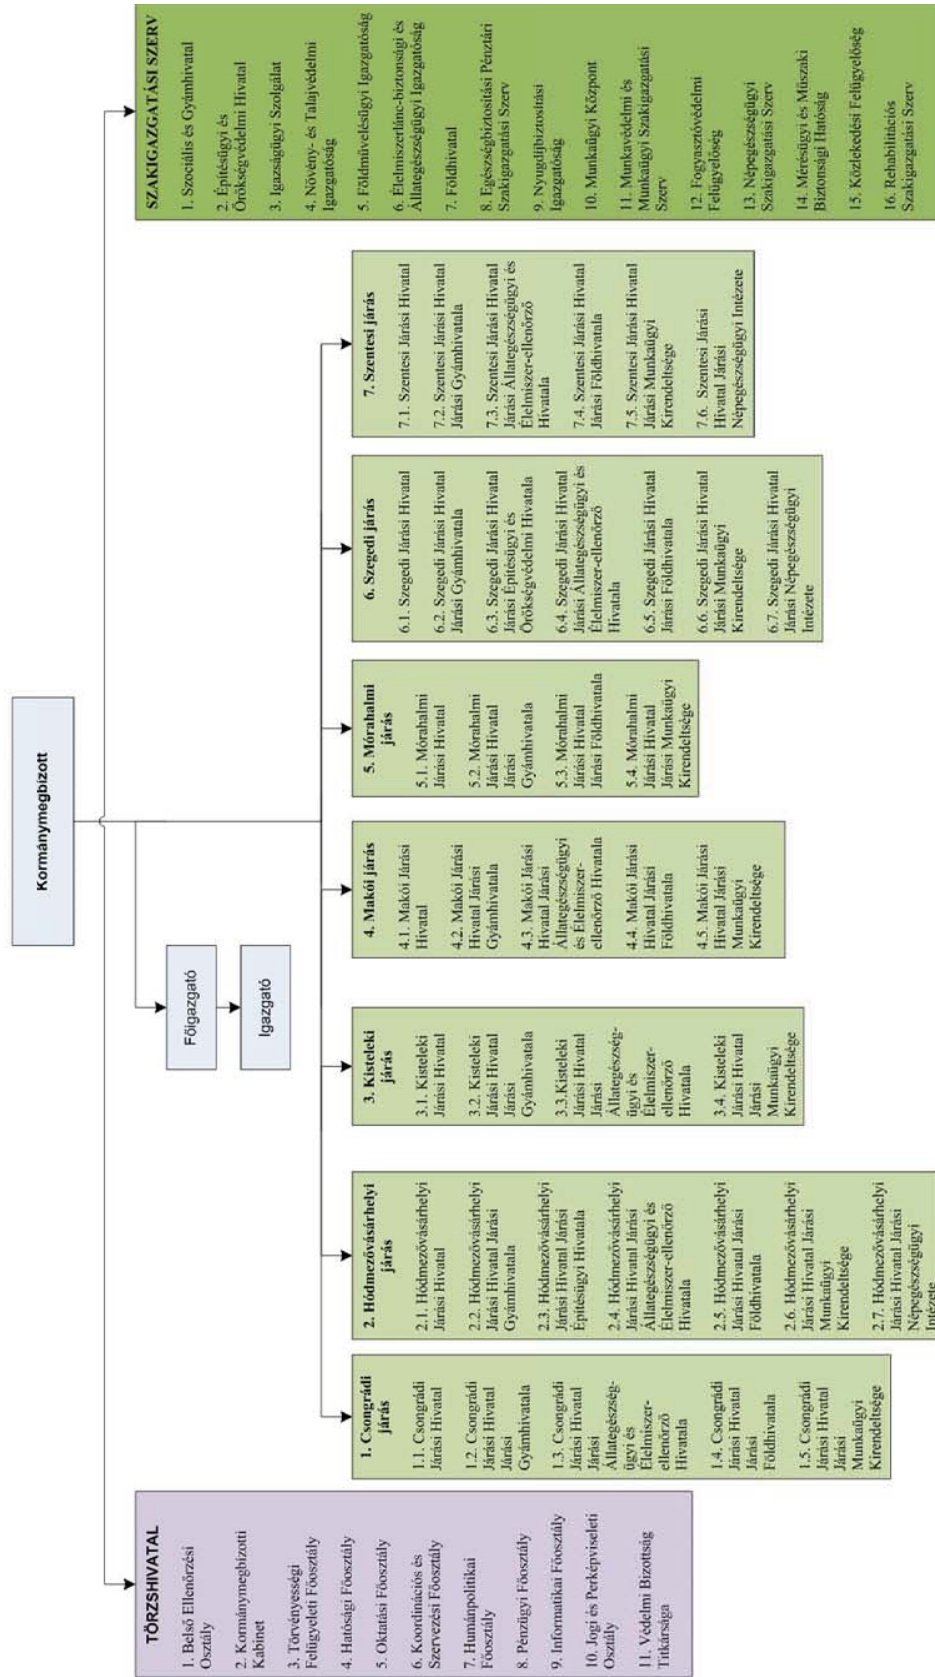 Kormánymegbízott
Főigazgató
Igazgató
TÖRZSHIVATAL
1. Belső Ellenőrzési
Osztály
2. Kormánymegbízotti
Kabinet
3. Törvényességi
Felügyeleti Főosztály
4. Hatósági Főosztály
5. Oktatási Főosztály
6. Koordinációs és
Szervezési Főosztály
7. Humánpolitikai
Főosztály
8. Pénzügyi Főosztály
9. Informatikai Főosztály
10. Jogi és Perképviseleti
Osztály
11. Védelmi Bizottság
Titkársága
1. Csongrádi
járás
1.1. Csongrádi
Járási Hivatal
1.2. Csongrádi
Járási Hivatal
Járási
Gyámhivatala
1.3. Csongrádi
Járási Hivatal
Járási
Állategészség-
ügyi és
Élelmiszer-
ellenőrző
Hivatala
1.4. Csongrádi
Járási Hivatal
Járási
Földhivatala
1.5. Csongrádi
Járási Hivatal
Járási
Munkaügyi
Kirendeltsége
2. Hódmezővásárhelyi
járás
2.1. Hódmezővásárhelyi
Járási Hivatal
2.2. Hódmezővásárhelyi
Járási Hivatal Járási
Gyámhivatala
2.3. Hódmezővásárhelyi
Járási Hivatal Járási
Építésügyi Hivatala
2.4. Hódmezővásárhelyi
Járási Hivatal Járási
Állategészségügyi és
Élelmiszer-ellenőrző
Hivatala
2.5. Hódmezővásárhelyi
Járási Hivatal Járási
Földhivatala
2.6. Hódmezővásárhelyi
Járási Hivatal Járási
Munkaügyi
Kirendeltsége
2.7. Hódmezővásárhelyi
Járási Hivatal Járási
Népegészségügyi
Intézete
3. Kisteleki
járás
3.1. Kisteleki
Járási Hivatal
3.2. Kisteleki
Járási Hivatal
Járási
Gyámhivatala
3.3.Kisteleki
Járási Hivatal
Járási
Állategészség-
ügyi és
Élelmiszer-
ellenőrző
Hivatala
3.4. Kisteleki
Járási Hivatal
Járási
Munkaügyi
Kirendeltsége
4. Makói járás
4.1. Makói Járási
Hivatal
4.2. Makói Járási
Hivatal Járási
Gyámhivatala
4.3. Makói Járási
Hivatal Járási
Állategészségügyi
és Élelmiszer-
ellenőrző Hivatala
4.4. Makói Járási
Hivatal Járási
Földhivatala
4.5. Makói Járási
Hivatal Járási
Munkaügyi
Kirendeltsége
5. Mórahalmi
járás
5.1. Mórahalmi
Járási Hivatal
5.2. Mórahalmi
Járási Hivatal
Járási
Gyámhivatala
5.3. Mórahalmi
Járási Hivatal
Járási Földhivatala
5.4. Mórahalmi
Járási Hivatal
Járási Munkaügyi
Kirendeltsége
6. Szegedi járás
6.1. Szegedi Járási Hivatal
6.2. Szegedi Járási Hivatal
Járási Gyámhivatala
6.3. Szegedi Járási Hivatal
Járási Építésügyi és
Örökségvédelmi Hivatala
6.4. Szegedi Járási Hivatal
Járási Állategészségügyi és
Élelmiszer-ellenőrző
Hivatala
6.5. Szegedi Járási Hivatal
Járási Földhivatala
6.6. Szegedi Járási Hivatal
Járási Munkaügyi
Kirendeltsége
6.7. Szegedi Járási Hivatal
Járási Népegészségügyi
Intézete
7. Szentesi járás
7.1. Szentesi Járási Hivatal
7.2. Szentesi Járási Hivatal
Járási Gyámhivatala
7.3. Szentesi Járási Hivatal
Járási Állategészségügyi és
Élelmiszer-ellenőrző
Hivatala
7.4. Szentesi Járási Hivatal
Járási Földhivatala
7.5. Szentesi Járási Hivatal
Járási Munkaügyi
Kirendeltsége
7.6. Szentesi Járási
Hivatal Járási
Népegészségügyi Intézete
SZAKIGAZGATÁSI SZERV
1. Szociális és Gyámhivatal
2. Építésügyi és
Örökségvédelmi Hivatal
3. Igazságügyi Szolgálat
4. Növény- és Talajvédelmi
Igazgatóság
5. Földművelésügyi Igazgatóság
6. Élelmiszerlánc-biztonsági és
Állategészségügyi Igazgatóság
7. Földhivatal
8. Egészségbiztosítási Pénztári
Szakigazgatási Szerv
9. Nyugdíjbiztosítási
Igazgatóság
10. Munkaügyi Központ
11. Munkavédelmi és
Munkaügyi Szakigazgatási
Szerv
12. Fogyasztóvédelmi
Felügyelőség
13. Népegészségügyi
Szakigazgatási Szerv
14. Mérésügyi és Műszaki
Biztonsági Hatóság
15. Közlekedési Felügyelőség
16. Rehabilitációs
Szakigazgatási Szerv